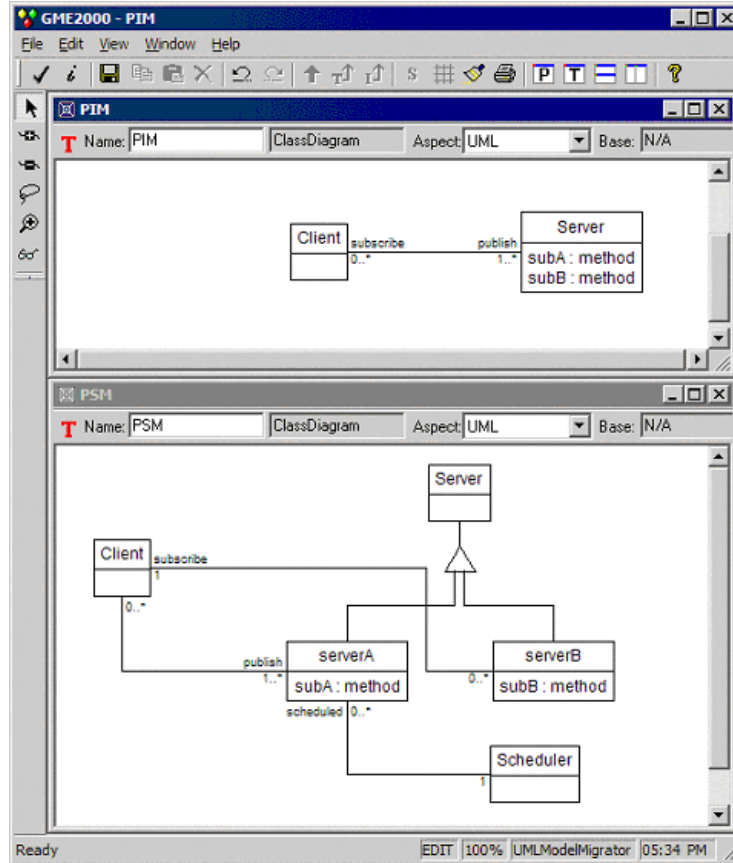 GME2000 - PIM
File Edit View Window Help
PIM
Name: PIM ClassDiagram Aspect: UML Base: N/A
Client
subscribe
0..*
publish
1..*
Server
subA : method
subB : method
PSM
Name: PSM ClassDiagram Aspect: UML Base: N/A
Server
Client
subscribe
1
0..*
publish
1..*
serverA
subA : method
scheduled 0..*
0..*
serverB
subB : method
Scheduler
1
Ready EDIT 100% UMLModelMigrator 05:34 PM